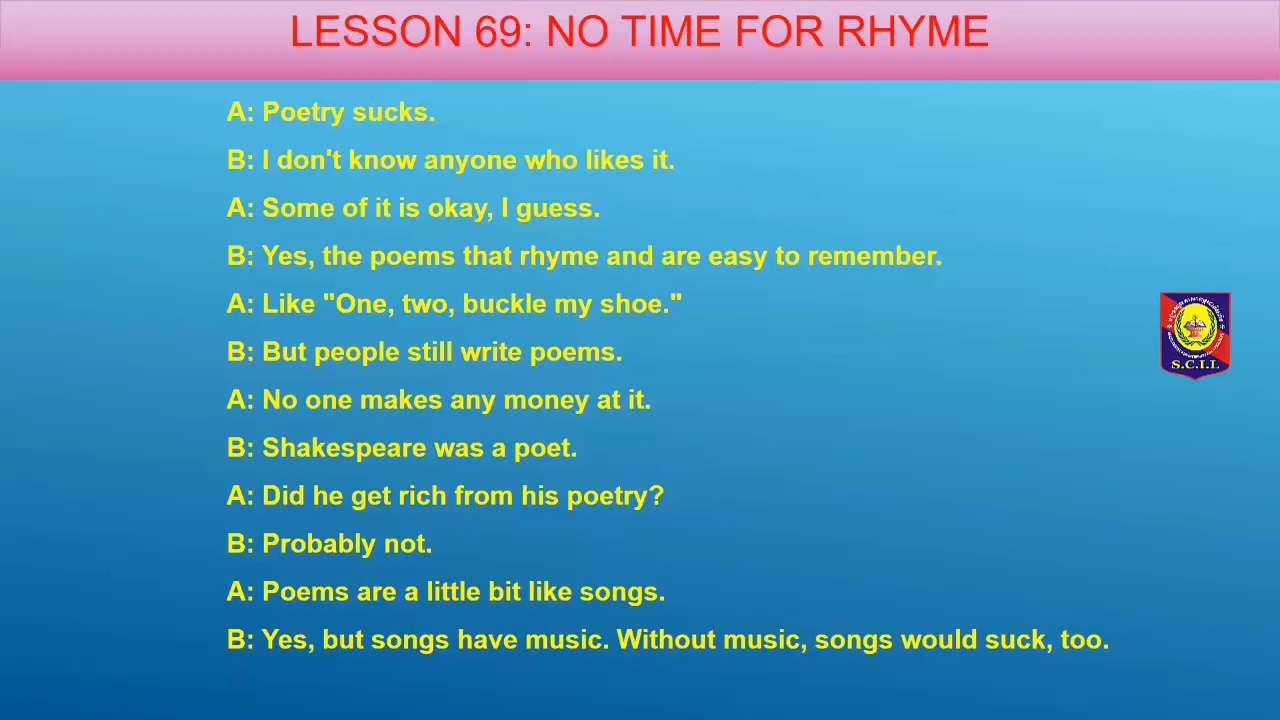 LESSON 69: NO TIME FOR RHYME
A: Poetry sucks.
B: I don't know anyone who likes it.
A: Some of it is okay, I guess.
B: Yes, the poems that rhyme and are easy to remember.
A: Like "One, two, buckle my shoe."
B: But people still write poems.
A: No one makes any money at it.
B: Shakespeare was a poet.
A: Did he get rich from his poetry?
B: Probably not.
A: Poems are a little bit like songs.
B: Yes, but songs have music. Without music, songs would suck, too.
S.C.I.L